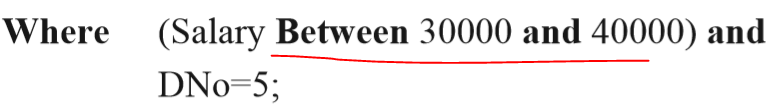 Where (Salary Between 30000 and 40000) and
DNo=5;